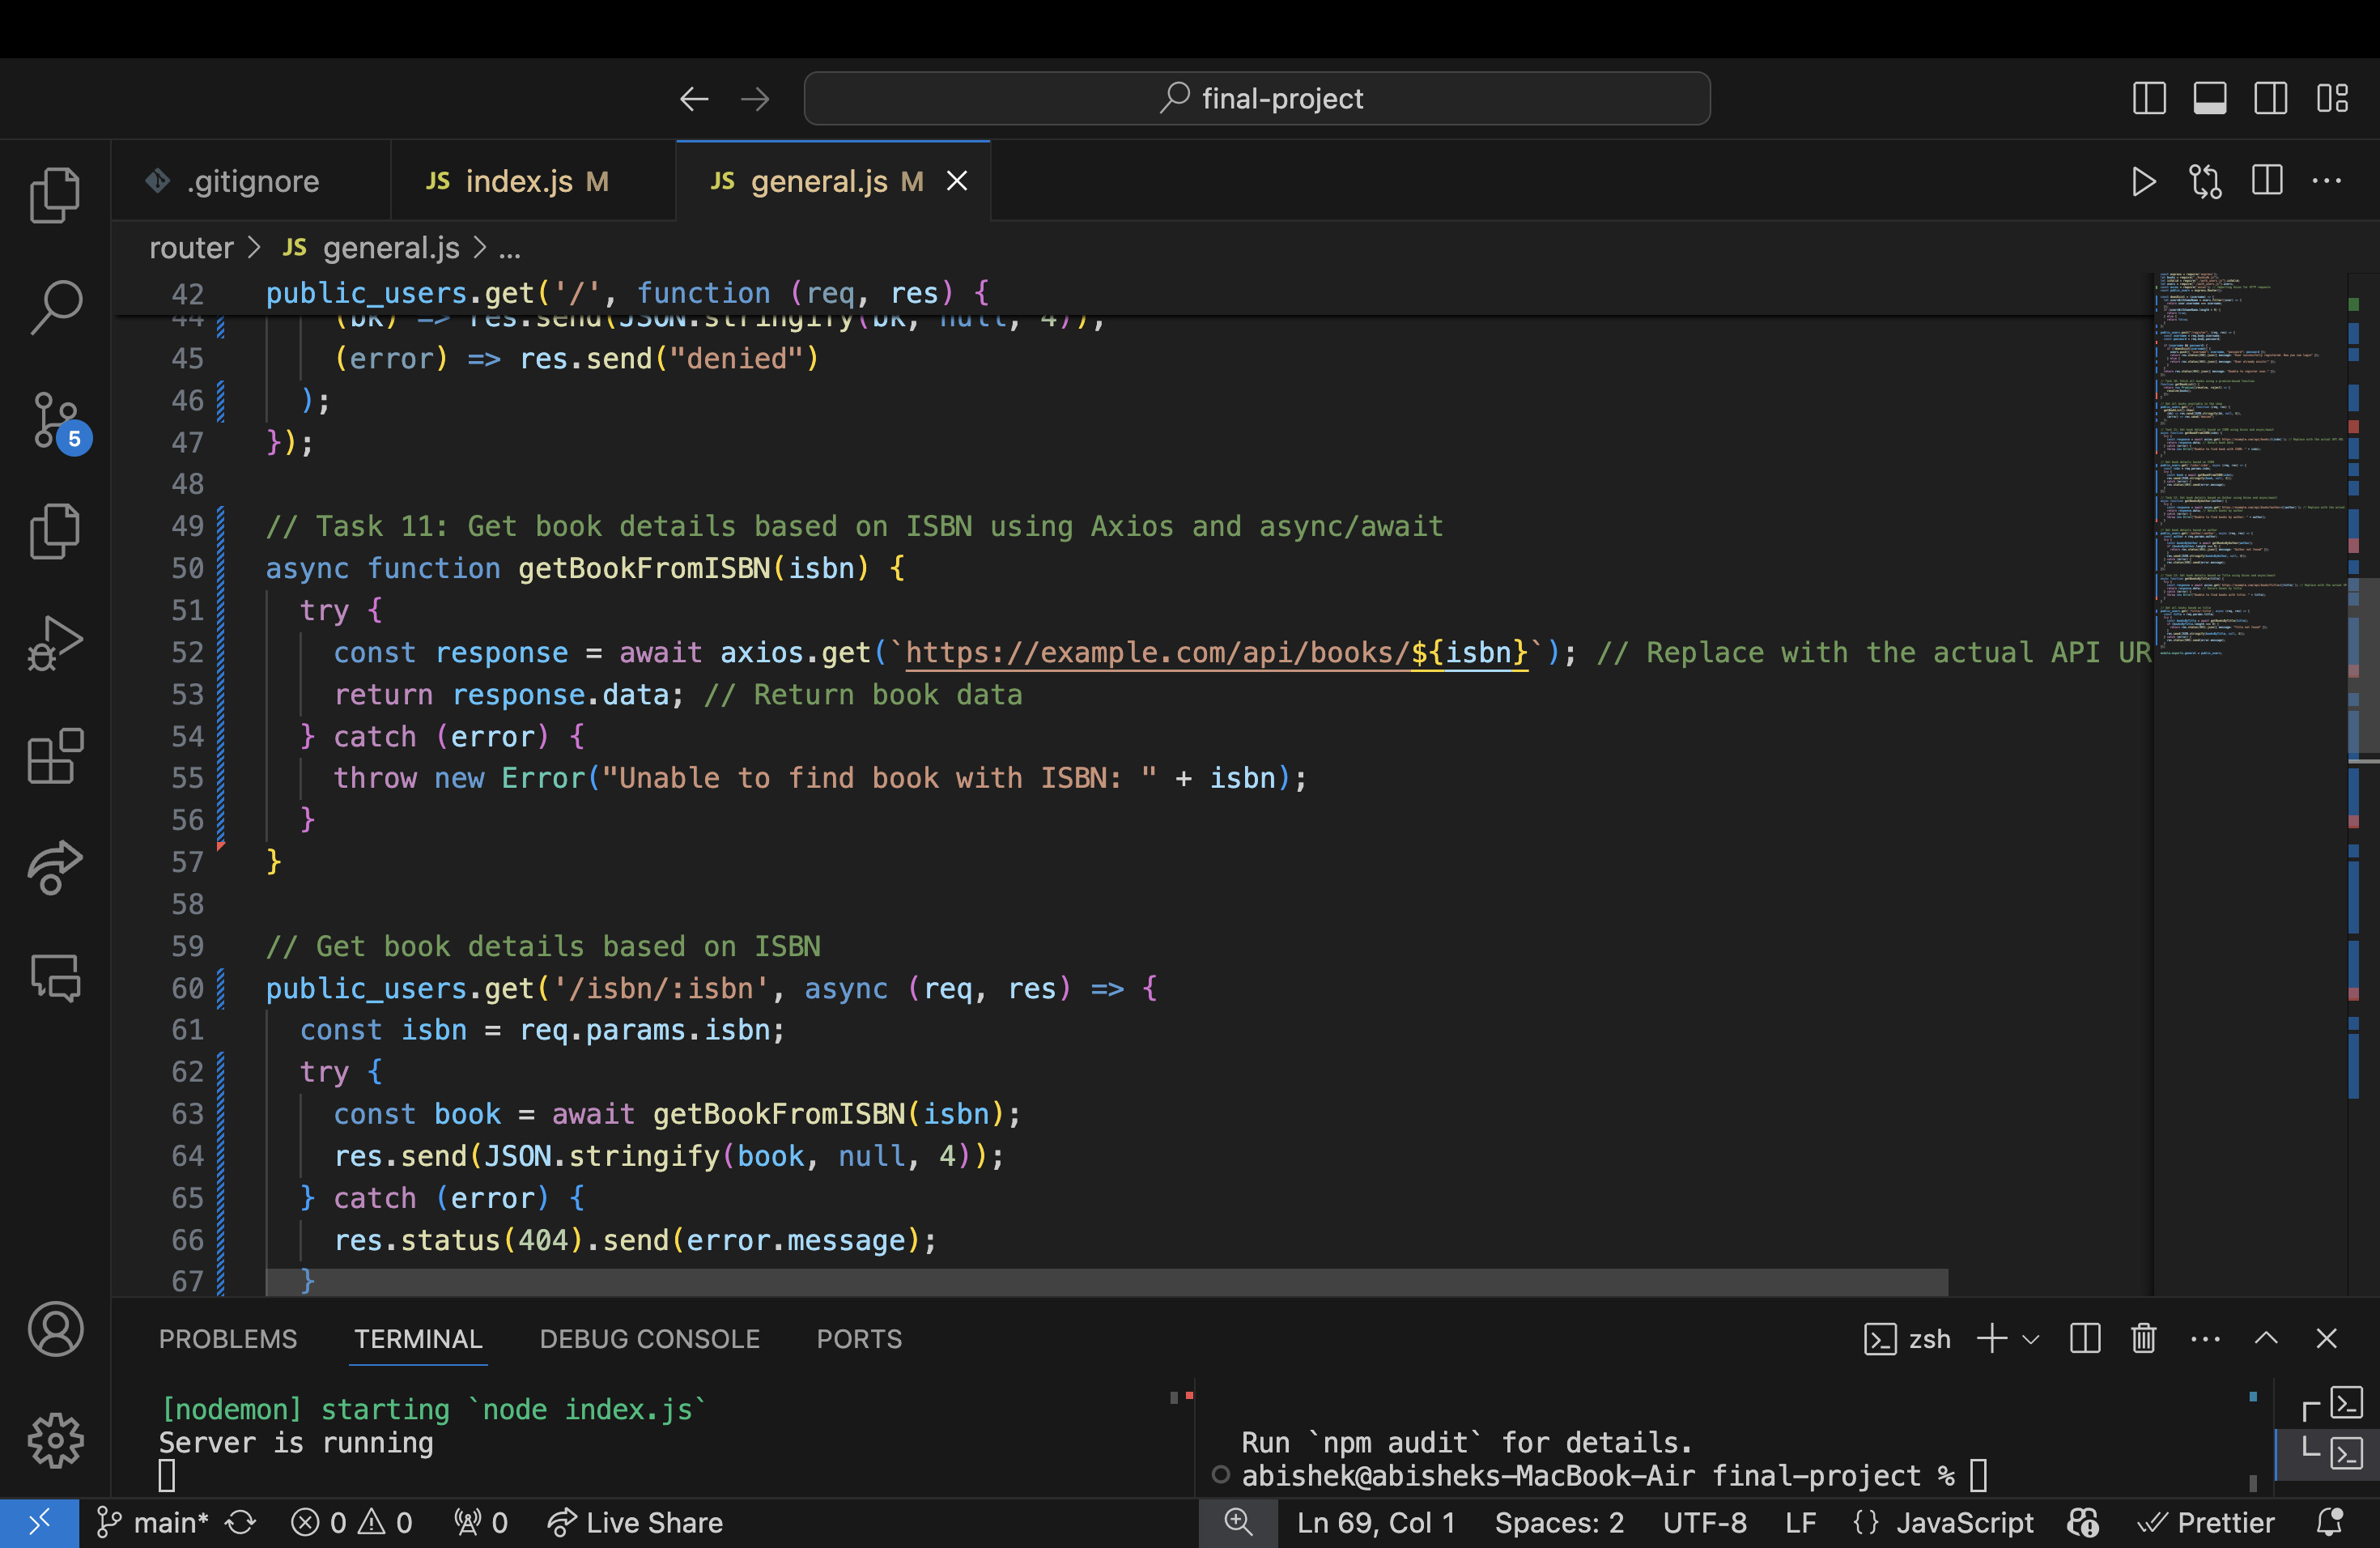 final-project
.gitignore
JS index.js M
JS general.js M
router > JS general.js > ...
42 public_users.get('/', function (req, res) {
44 (bk) => res.send(JSON.stringify(bk, null, 4)),
45 (error) => res.send("denied")
46 );
47 });
48
49 // Task 11: Get book details based on ISBN using Axios and async/await
50 async function getBookFromISBN(isbn) {
51 try {
52 const response = await axios.get(`https://example.com/api/books/${isbn}`); // Replace with the actual API UR
53 return response.data; // Return book data
54 } catch (error) {
55 throw new Error("Unable to find book with ISBN: " + isbn);
56 }
57 }
58
59 // Get book details based on ISBN
60 public_users.get('/isbn/:isbn', async (req, res) => {
61 const isbn = req.params.isbn;
62 try {
63 const book = await getBookFromISBN(isbn);
64 res.send(JSON.stringify(book, null, 4));
65 } catch (error) {
66 res.status(404).send(error.message);
67 }
5
PROBLEMS TERMINAL DEBUG CONSOLE PORTS
zsh
[nodemon] starting `node index.js`
Server is running
Run `npm audit` for details.
abishek@abisheks-MacBook-Air final-project %
main* 0 0 0 Live Share Ln 69, Col 1 Spaces: 2 UTF-8 LF {} JavaScript Prettier